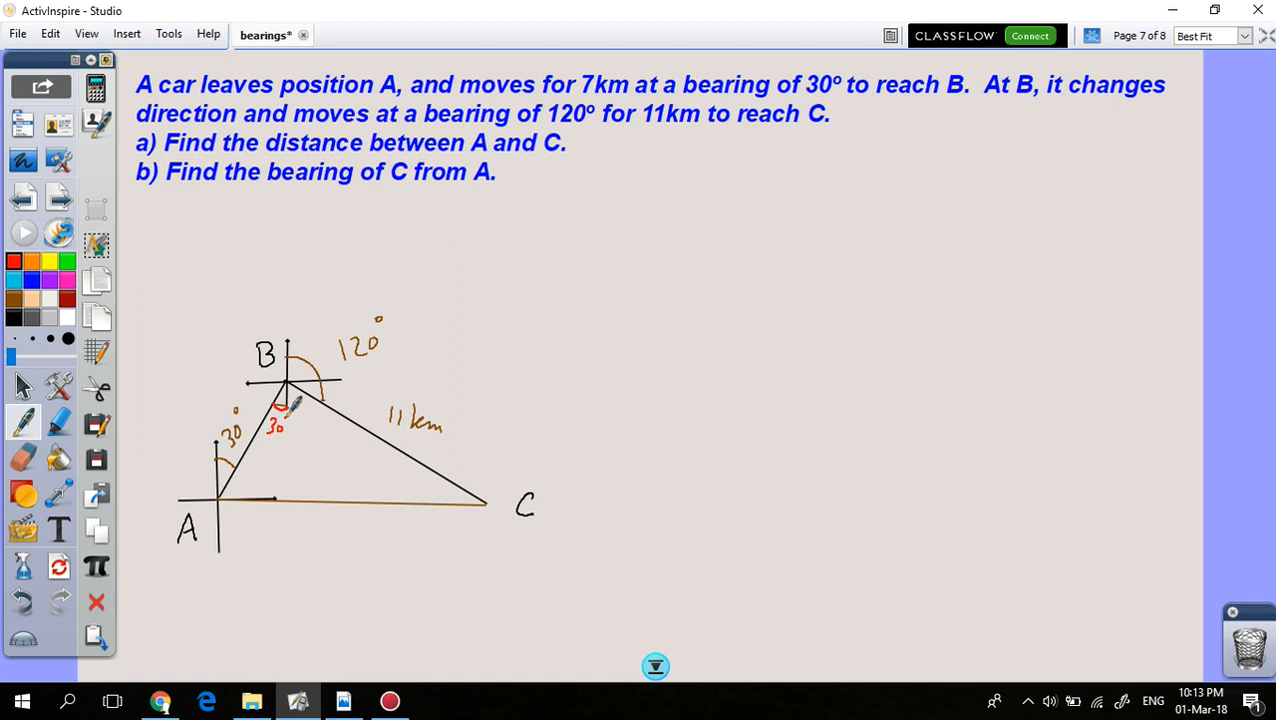 ActivInspire - Studio
File Edit View Insert Tools Help
bearings*
CLASSFLOW Connect
Page 7 of 8
Best Fit
A car leaves position A, and moves for 7km at a bearing of 30º to reach B. At B, it changes
direction and moves at a bearing of 120º for 11km to reach C.
a) Find the distance between A and C.
b) Find the bearing of C from A.
B
120°
30°
30
11km
A
C
ENG
10:13 PM
01-Mar-18
1